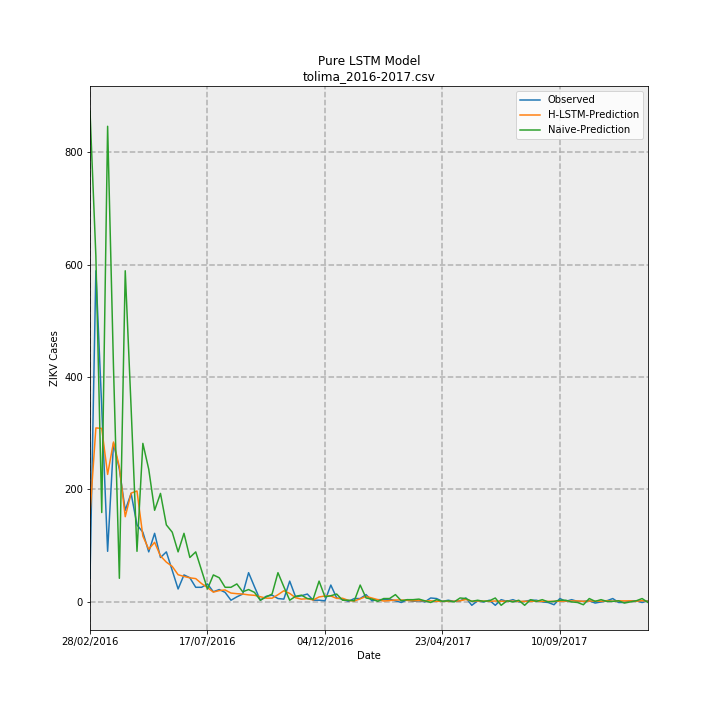 Pure LSTM Model
tolima_2016-2017.csv
Observed
H-LSTM-Prediction
Naive-Prediction
800
600
400
200
0
ZIKV Cases
28/02/2016
17/07/2016
04/12/2016
23/04/2017
10/09/2017
Date